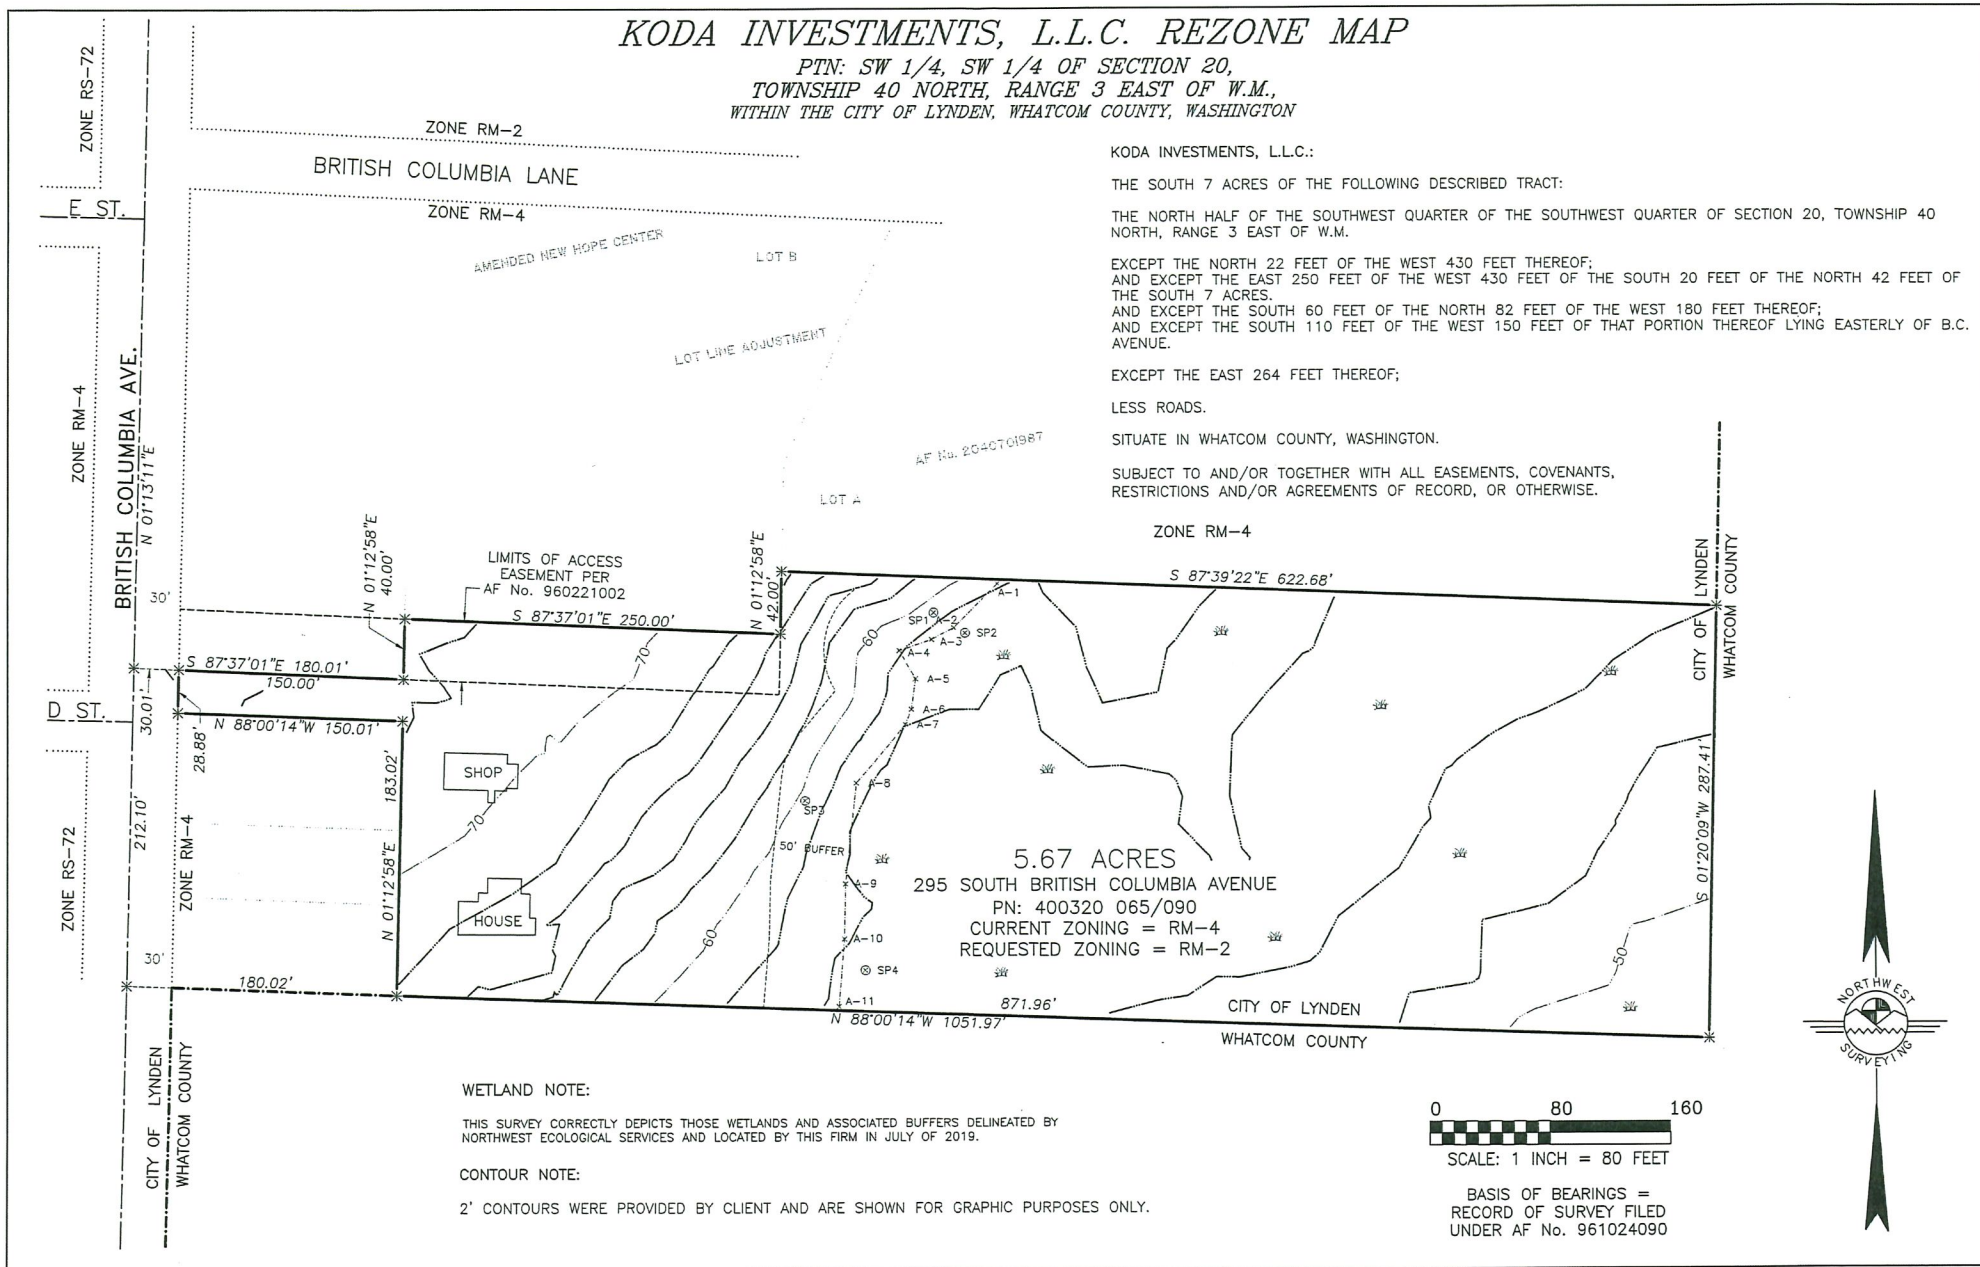 KODA INVESTMENTS, L.L.C. REZONE MAP
PTN: SW 1/4, SW 1/4 OF SECTION 20,
TOWNSHIP 40 NORTH, RANGE 3 EAST OF W.M.,
WITHIN THE CITY OF LYNDEN, WHATCOM COUNTY, WASHINGTON
KODA INVESTMENTS, L.L.C.:
THE SOUTH 7 ACRES OF THE FOLLOWING DESCRIBED TRACT:
THE NORTH HALF OF THE SOUTHWEST QUARTER OF THE SOUTHWEST QUARTER OF SECTION 20, TOWNSHIP 40
NORTH, RANGE 3 EAST OF W.M.
EXCEPT THE NORTH 22 FEET OF THE WEST 430 FEET THEREOF;
AND EXCEPT THE EAST 250 FEET OF THE WEST 430 FEET OF THE SOUTH 20 FEET OF THE NORTH 42 FEET OF
THE SOUTH 7 ACRES.
AND EXCEPT THE SOUTH 60 FEET OF THE NORTH 82 FEET OF THE WEST 180 FEET THEREOF;
AND EXCEPT THE SOUTH 110 FEET OF THE WEST 150 FEET OF THAT PORTION THEREOF LYING EASTERLY OF B.C.
AVENUE.
EXCEPT THE EAST 264 FEET THEREOF;
LESS ROADS.
SITUATE IN WHATCOM COUNTY, WASHINGTON.
SUBJECT TO AND/OR TOGETHER WITH ALL EASEMENTS, COVENANTS,
RESTRICTIONS AND/OR AGREEMENTS OF RECORD, OR OTHERWISE.
ZONE RS-72
ZONE RM-2
BRITISH COLUMBIA LANE
ZONE RM-4
E ST.
AMENDED NEW HOPE CENTER
LOT B
LOT LINE ADJUSTMENT
AF No. 2040701987
LOT A
ZONE RM-4
ZONE RM-4
BRITISH COLUMBIA AVE.
N 01°13'11"E
30'
N 01°12'58"E
40.00'
LIMITS OF ACCESS
EASEMENT PER
AF No. 960221002
S 87°37'01"E 250.00'
N 01°12'58"E
42.00'
S 87°39'22"E 622.68'
CITY OF LYNDEN
WHATCOM COUNTY
S 87°37'01"E 180.01'
150.00'
N 88°00'14"W 150.01'
D ST.
30.01'
28.88'
183.02'
212.10'
ZONE RS-72
ZONE RM-4
N 01°12'58"E
30'
180.02'
SHOP
HOUSE
70
70
60
60
50
A-1
SP1
A-2
SP2
A-3
A-4
A-5
A-6
A-7
A-8
SP3
50' BUFFER
A-9
A-10
SP4
A-11
5.67 ACRES
295 SOUTH BRITISH COLUMBIA AVENUE
PN: 400320 065/090
CURRENT ZONING = RM-4
REQUESTED ZONING = RM-2
S 01°20'09"W 287.41'
871.96'
N 88°00'14"W 1051.97'
CITY OF LYNDEN
WHATCOM COUNTY
CITY OF LYNDEN
WHATCOM COUNTY
WETLAND NOTE:
THIS SURVEY CORRECTLY DEPICTS THOSE WETLANDS AND ASSOCIATED BUFFERS DELINEATED BY
NORTHWEST ECOLOGICAL SERVICES AND LOCATED BY THIS FIRM IN JULY OF 2019.
CONTOUR NOTE:
2' CONTOURS WERE PROVIDED BY CLIENT AND ARE SHOWN FOR GRAPHIC PURPOSES ONLY.
0 80 160
SCALE: 1 INCH = 80 FEET
BASIS OF BEARINGS =
RECORD OF SURVEY FILED
UNDER AF No. 961024090
NORTHWEST
SURVEYING